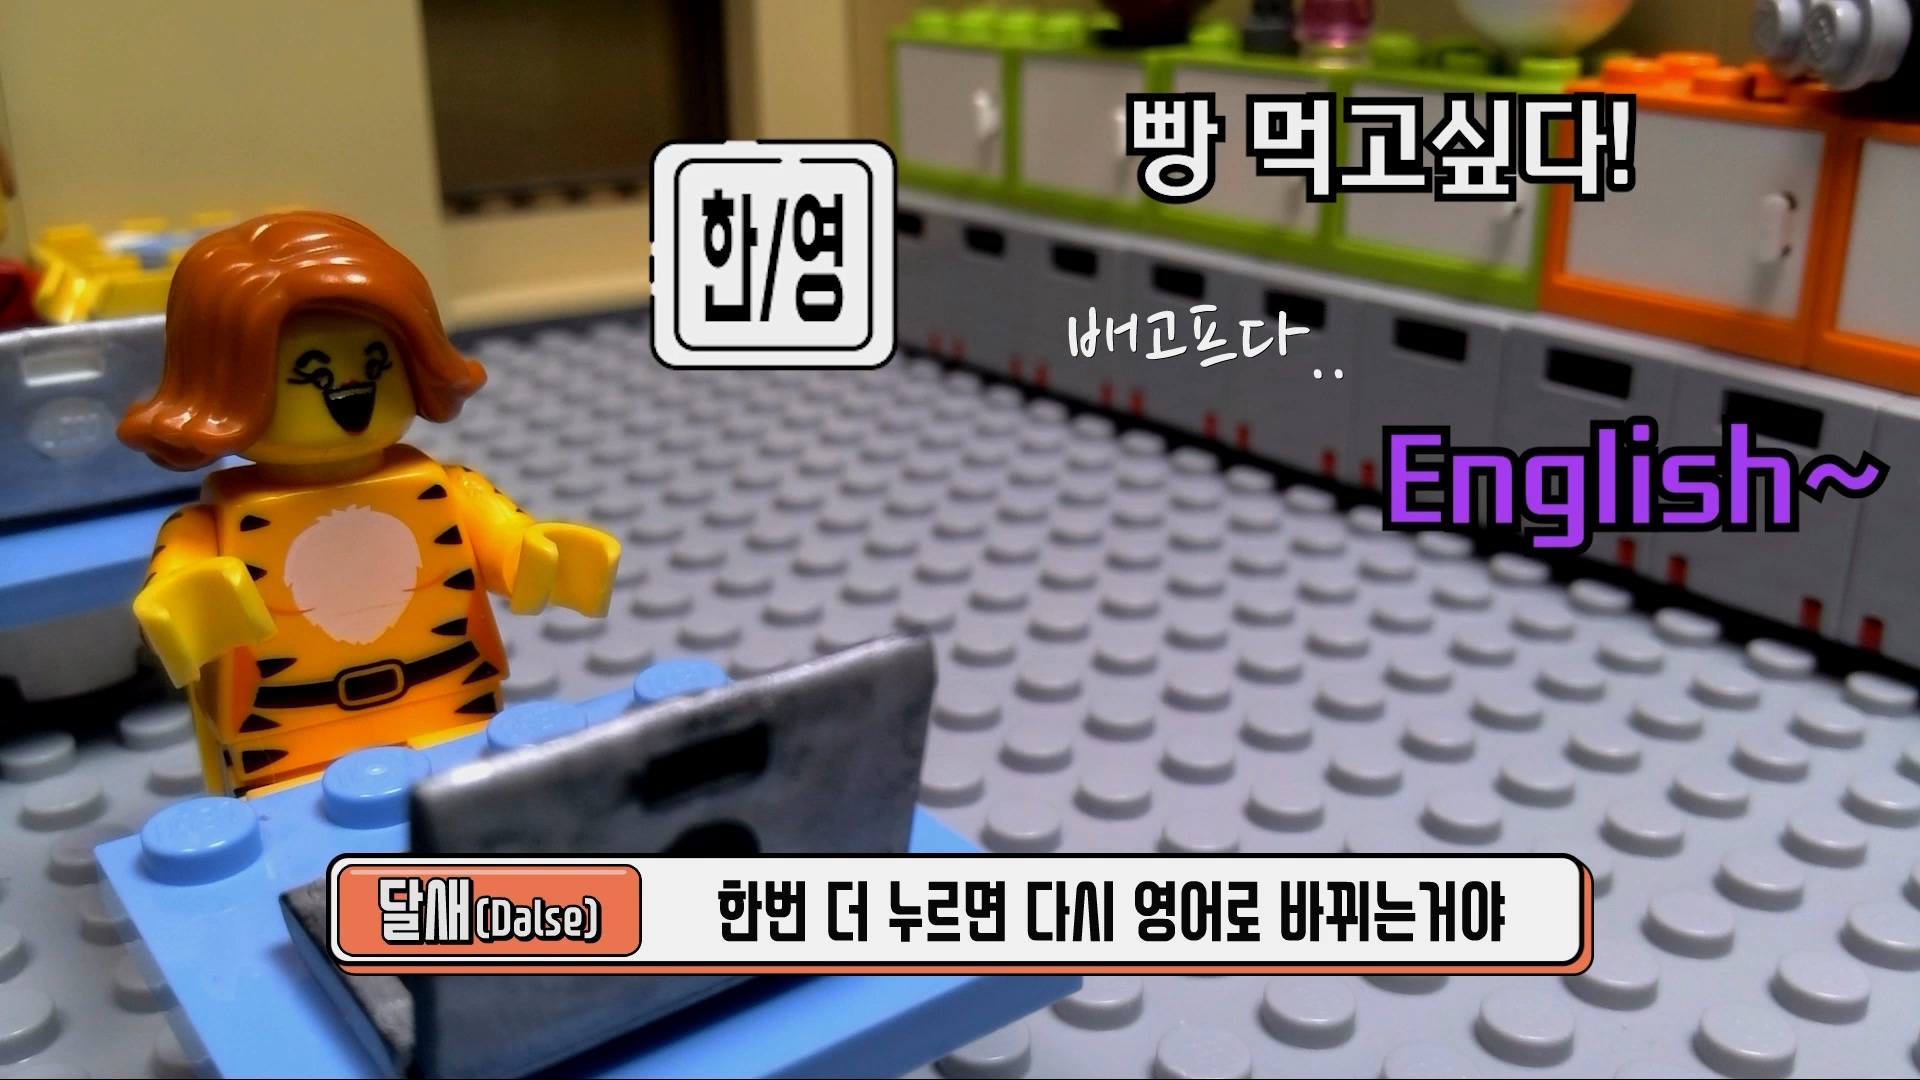 빵 먹고싶다!
한/영
배고프다..
English~
달새(Dalse)
한번 더 누르면 다시 영어로 바뀌는거야